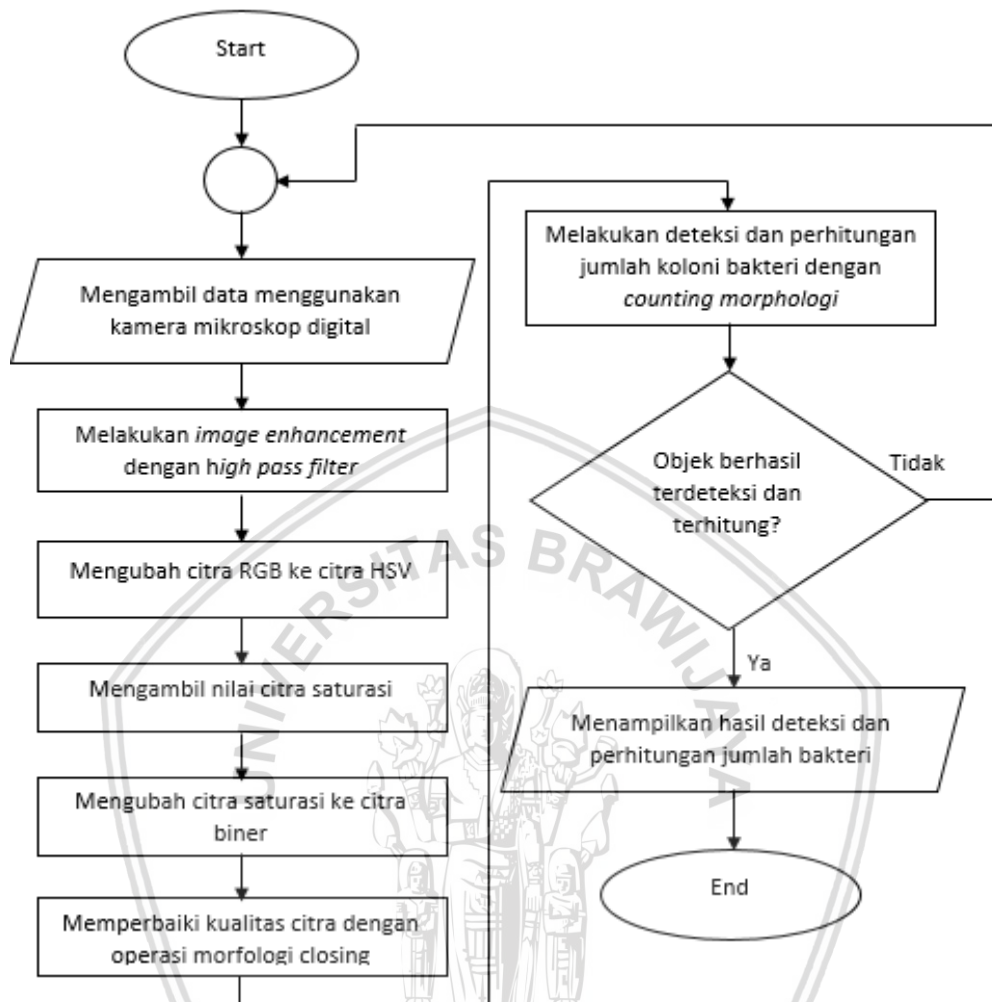 Start
Mengambil data menggunakan
kamera mikroskop digital
Melakukan image enhancement
dengan high pass filter
Mengubah citra RGB ke citra HSV
Mengambil nilai citra saturasi
Mengubah citra saturasi ke citra
biner
Memperbaiki kualitas citra dengan
operasi morfologi closing
Melakukan deteksi dan perhitungan
jumlah koloni bakteri dengan
counting morphologi
Objek berhasil
terdeteksi dan
terhitung?
Tidak
Ya
Menampilkan hasil deteksi dan
perhitungan jumlah bakteri
End
UNIVERSITAS BRAWIJAYA